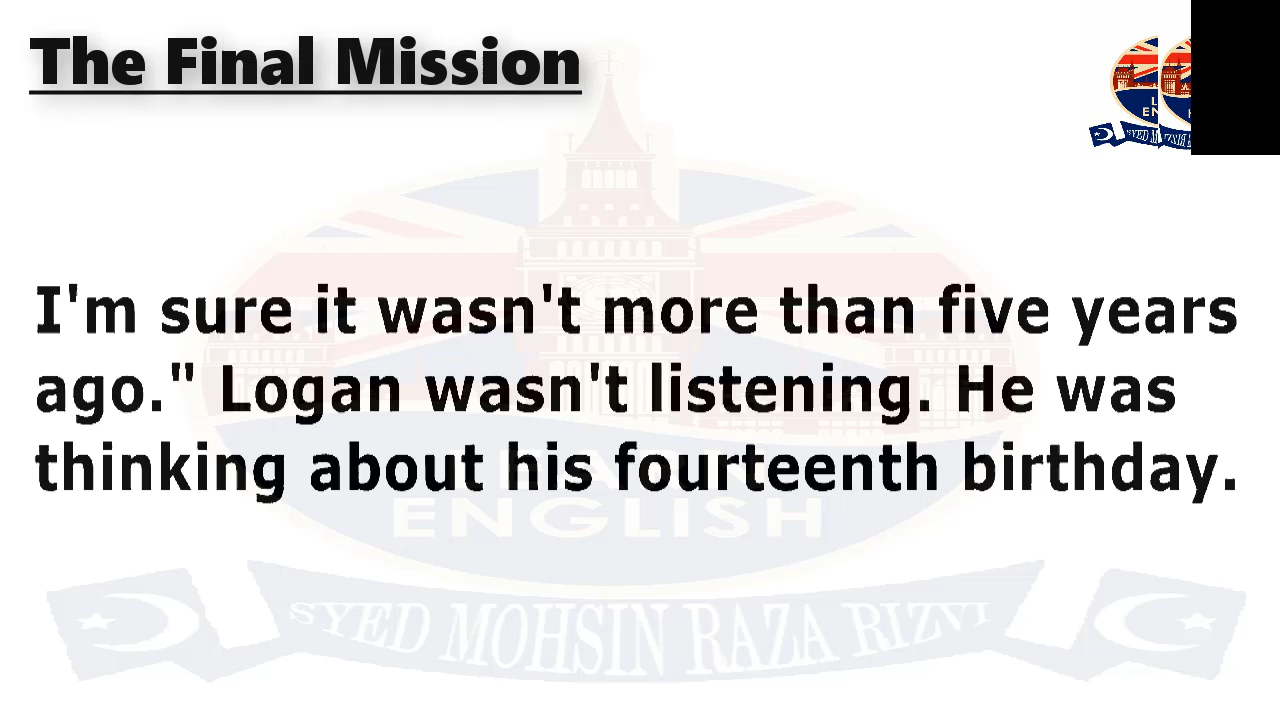 The Final Mission
I'm sure it wasn't more than five years
ago." Logan wasn't listening. He was
thinking about his fourteenth birthday.
ENGLISH
SYED MOHSIN RAZA RIZVI